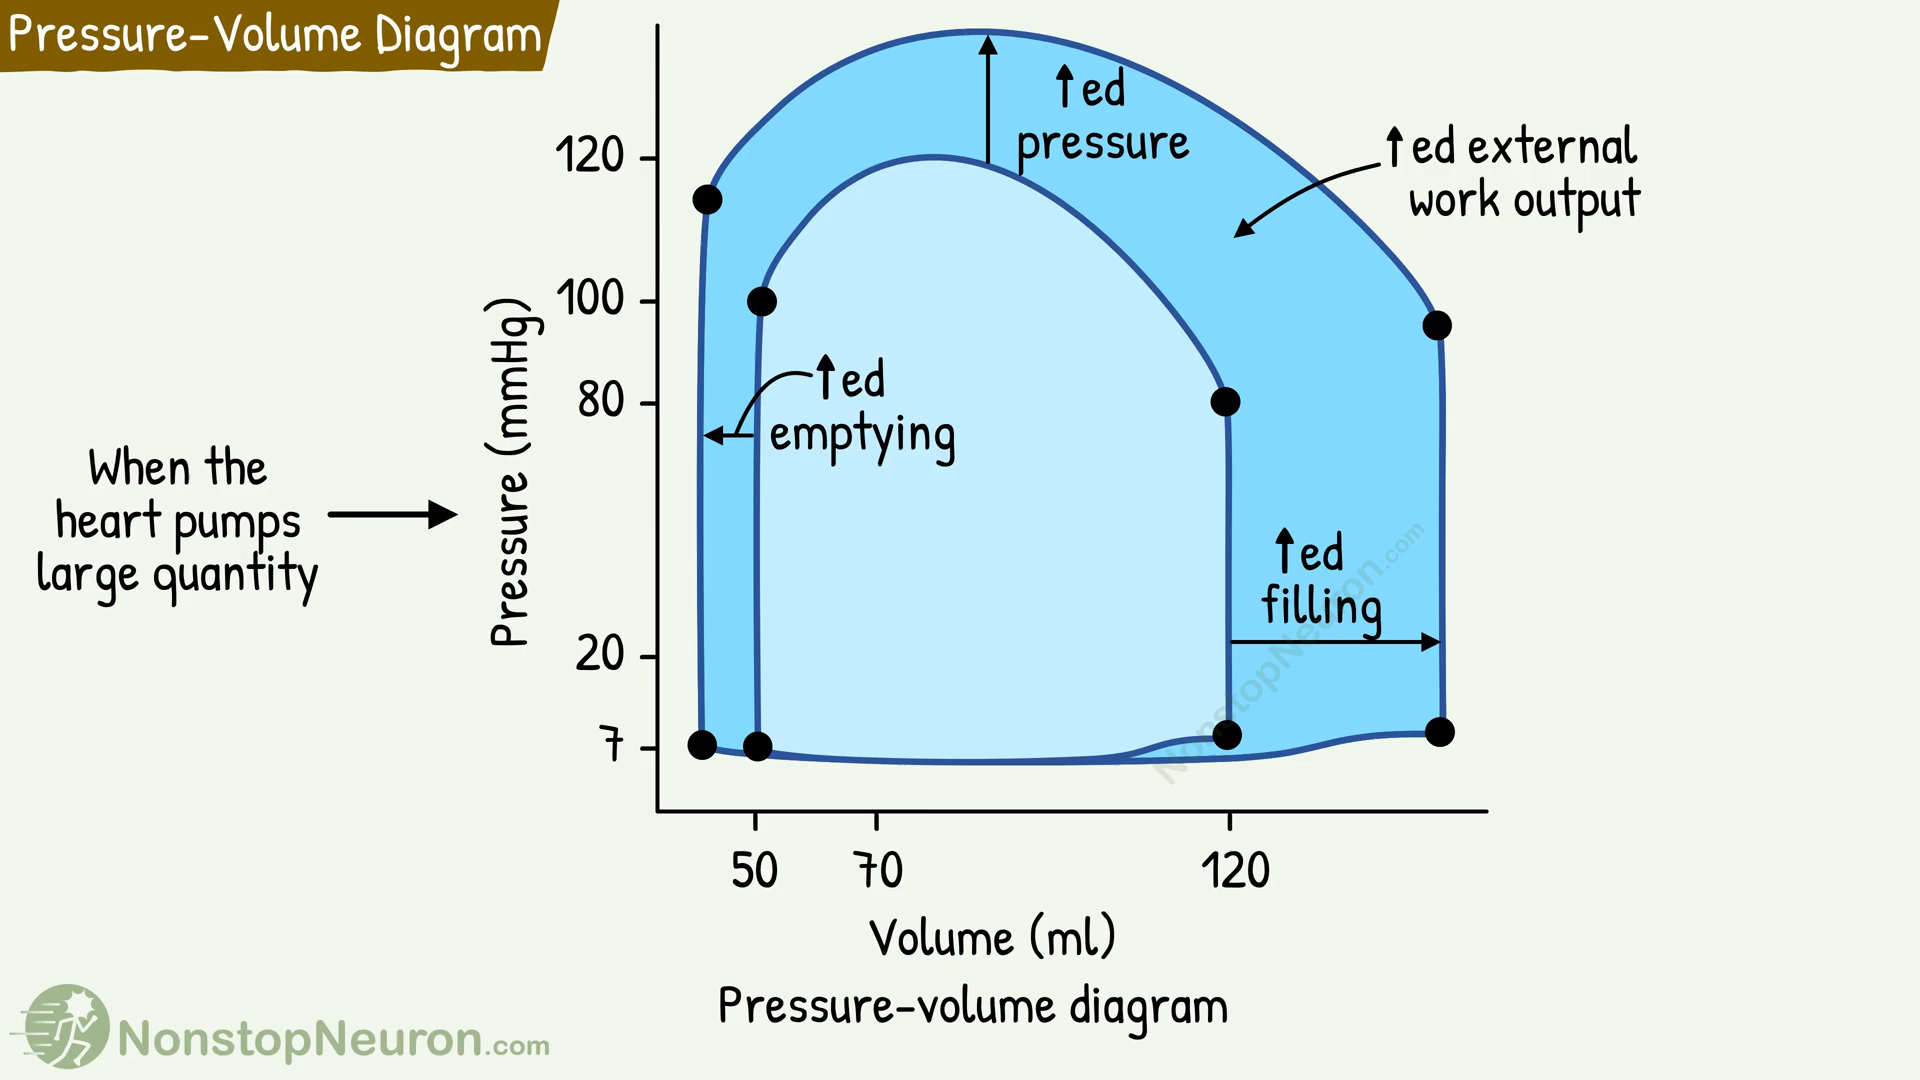 Pressure-Volume Diagram
↑ed
pressure
↑ed external
work output
120
100
80
20
7
Pressure (mmHg)
↑ed
emptying
When the
heart pumps
large quantity
↑ed
filling
NonstopNeuron.com
50
70
120
Volume (ml)
Pressure-volume diagram
NonstopNeuron.com